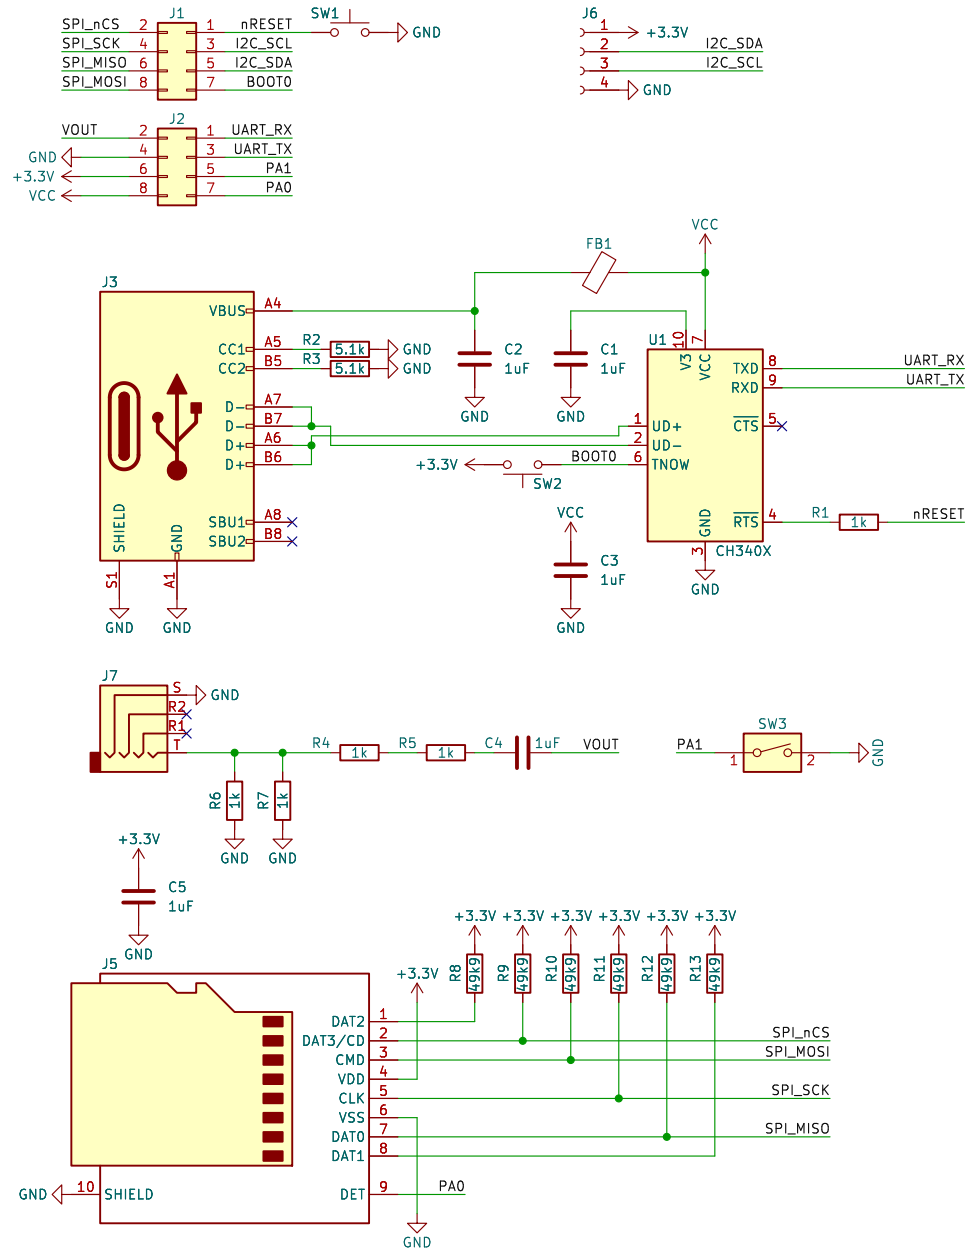 J1
SPI_nCS 2 1 nRESET SW1 GND
SPI_SCK 4 3 I2C_SCL
SPI_MISO 6 5 I2C_SDA
SPI_MOSI 8 7 BOOT0
J6
1 +3.3V
2 I2C_SDA
3 I2C_SCL
4 GND
J2
VOUT 2 1 UART_RX
GND 4 3 UART_TX
+3.3V 6 5 PA1
VCC 8 7 PA0
VCC
FB1
J3
VBUS A4
CC1 A5 R2 5.1k GND
CC2 B5 R3 5.1k GND
D- A7
D- B7
D+ A6
D+ B6
SBU1 A8
SBU2 B8
SHIELD GND
S1 A1
GND GND
C2
1uF
GND
C1
1uF
GND
U1
10 7
V3 VCC
TXD 8 UART_RX
RXD 9 UART_TX
1 UD+ CTS 5
2 UD-
+3.3V SW2 BOOT0 6 TNOW
GND RTS 4 R1 1k nRESET
3 CH340X
GND
VCC
C3
1uF
GND
J7
S GND
R2
R1
T R4 1k R5 1k C4 1uF VOUT
R6 1k R7 1k
GND GND
PA1 1 SW3 2 GND
+3.3V
C5
1uF
GND
J5
+3.3V
+3.3V +3.3V +3.3V +3.3V +3.3V +3.3V
R8 49k9 R9 49k9 R10 49k9 R11 49k9 R12 49k9 R13 49k9
DAT2 1
DAT3/CD 2 SPI_nCS
CMD 3 SPI_MOSI
VDD 4
CLK 5 SPI_SCK
VSS 6
DAT0 7 SPI_MISO
DAT1 8
GND 10 SHIELD DET 9 PA0
GND